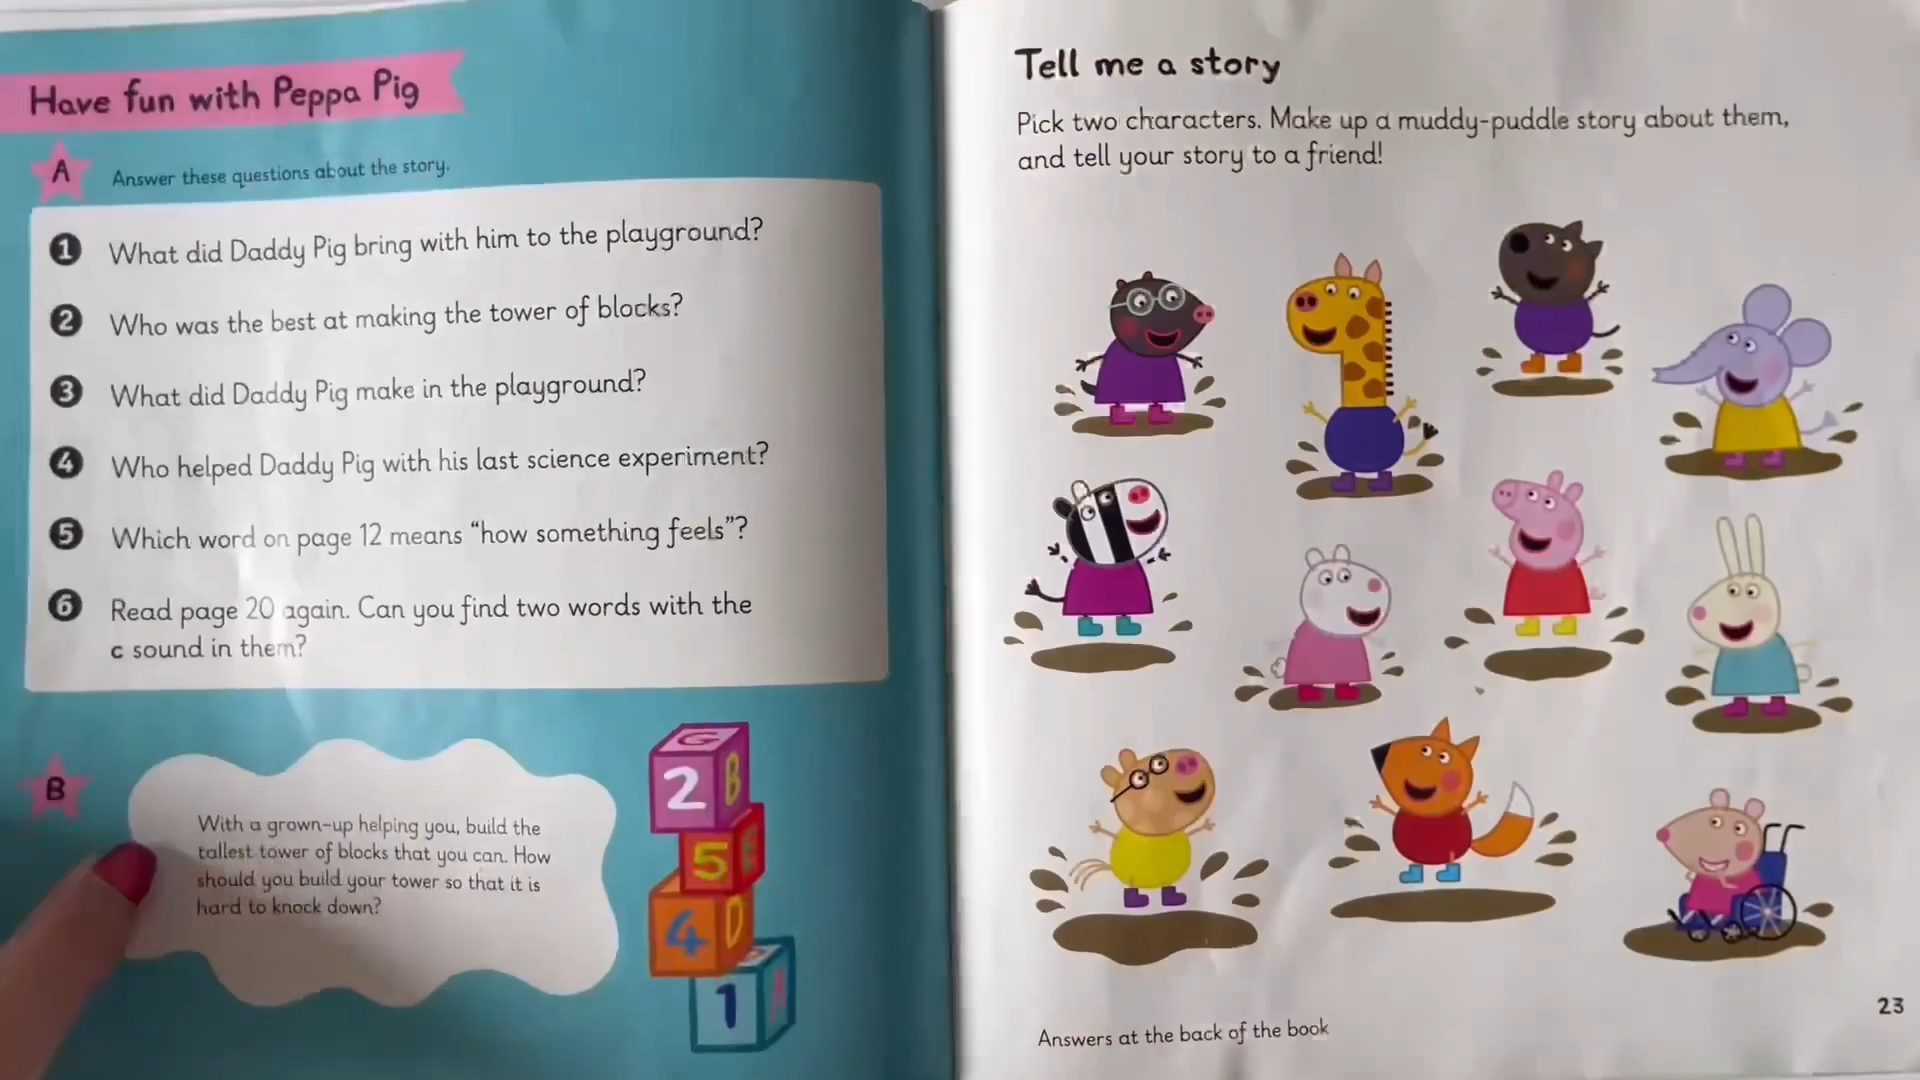 Have fun with Peppa Pig
A
Answer these questions about the story.
1 What did Daddy Pig bring with him to the playground?
2 Who was the best at making the tower of blocks?
3 What did Daddy Pig make in the playground?
4 Who helped Daddy Pig with his last science experiment?
5 Which word on page 12 means “how something feels”?
6 Read page 20 again. Can you find two words with the
c sound in them?
B
With a grown-up helping you, build the
tallest tower of blocks that you can. How
should you build your tower so that it is
hard to knock down?
G
2 B
5 E
4 D
1 A
Tell me a story
Pick two characters. Make up a muddy-puddle story about them,
and tell your story to a friend!
Answers at the back of the book
23